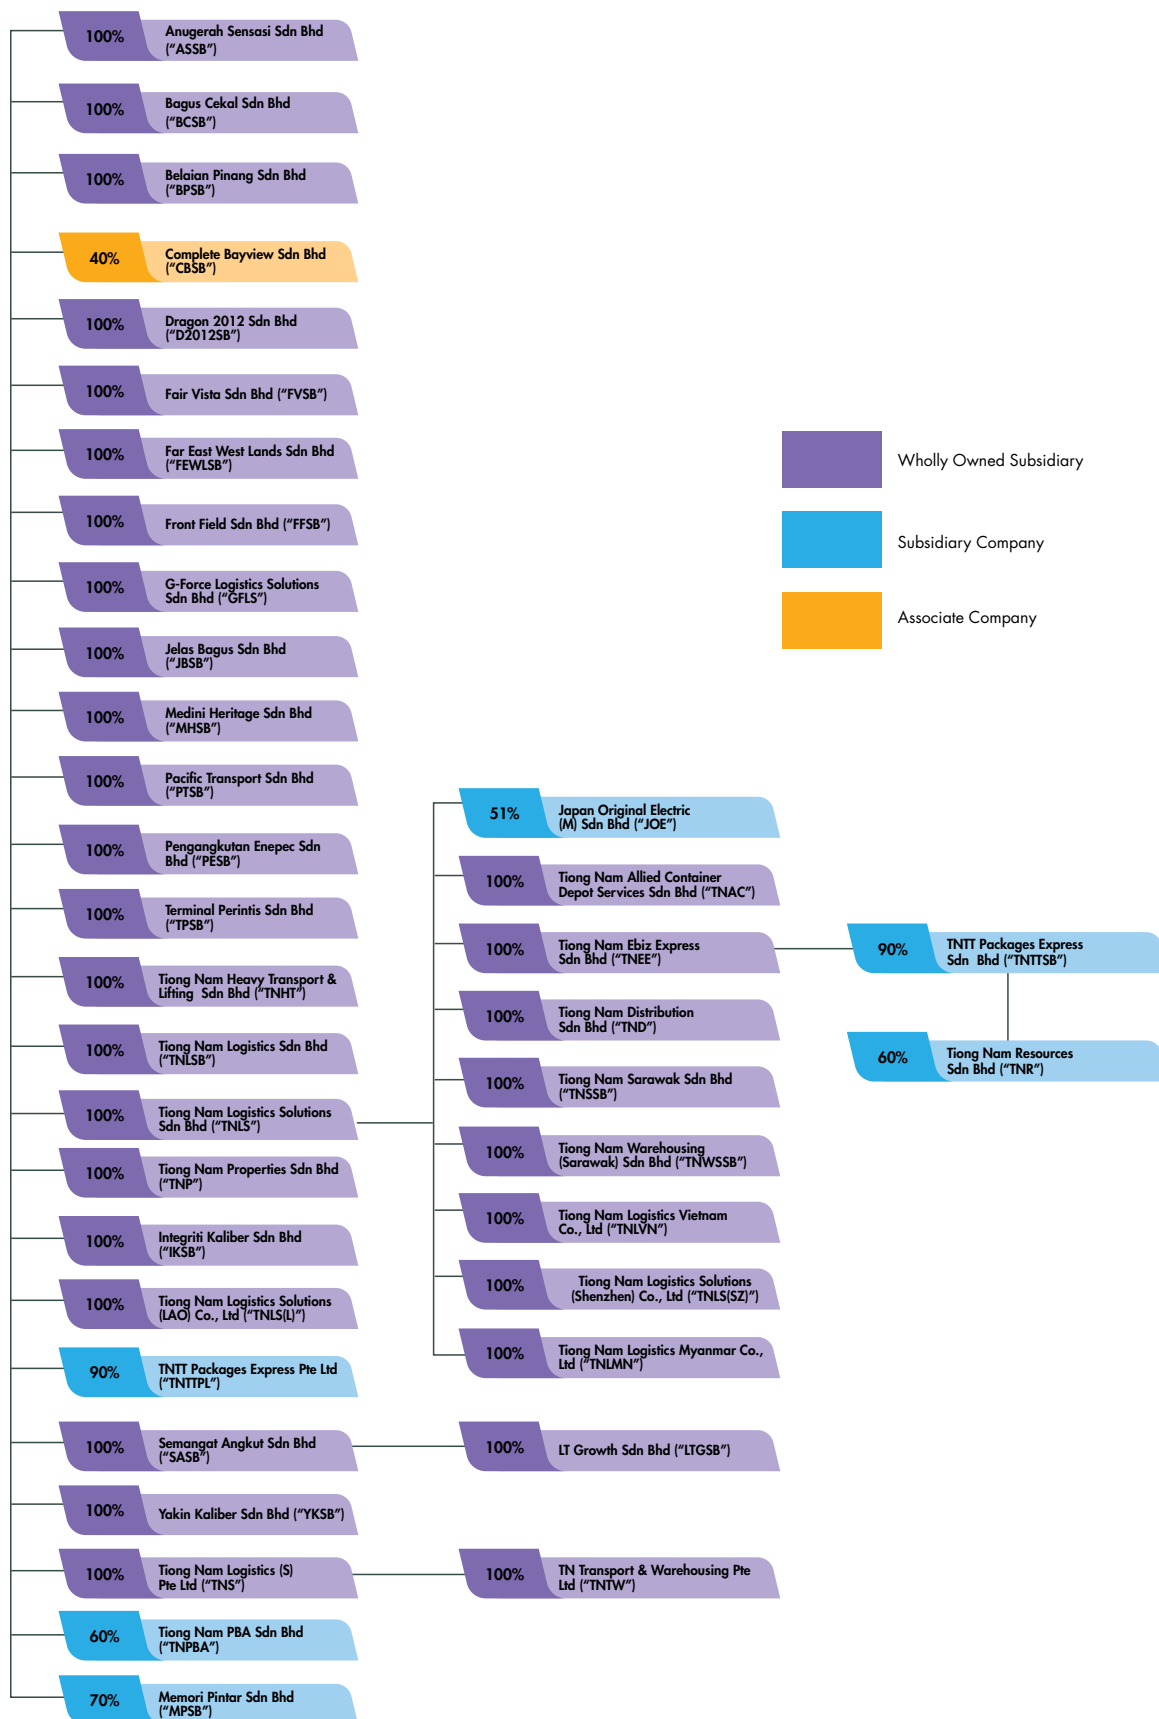 100%
Anugerah Sensasi Sdn Bhd
("ASSB")
100%
Bagus Cekal Sdn Bhd
("BCSB")
100%
Belaian Pinang Sdn Bhd
("BPSB")
40%
Complete Bayview Sdn Bhd
("CBSB")
100%
Dragon 2012 Sdn Bhd
("D2012SB")
100%
Fair Vista Sdn Bhd ("FVSB")
100%
Far East West Lands Sdn Bhd
("FEWLSB")
100%
Front Field Sdn Bhd ("FFSB")
100%
G-Force Logistics Solutions
Sdn Bhd ("GFLS")
100%
Jelas Bagus Sdn Bhd
("JBSB")
100%
Medini Heritage Sdn Bhd
("MHSB")
100%
Pacific Transport Sdn Bhd
("PTSB")
100%
Pengangkutan Enepec Sdn
Bhd ("PESB")
100%
Terminal Perintis Sdn Bhd
("TPSB")
100%
Tiong Nam Heavy Transport &
Lifting Sdn Bhd ("TNHT")
100%
Tiong Nam Logistics Sdn Bhd
("TNLSB")
100%
Tiong Nam Logistics Solutions
Sdn Bhd ("TNLS")
100%
Tiong Nam Properties Sdn Bhd
("TNP")
100%
Integriti Kaliber Sdn Bhd
("IKSB")
100%
Tiong Nam Logistics Solutions
(LAO) Co., Ltd ("TNLS(L)")
90%
TNTT Packages Express Pte Ltd
("TNTTPL")
100%
Semangat Angkut Sdn Bhd
("SASB")
100%
Yakin Kaliber Sdn Bhd ("YKSB")
100%
Tiong Nam Logistics (S)
Pte Ltd ("TNS")
60%
Tiong Nam PBA Sdn Bhd
("TNPBA")
70%
Memori Pintar Sdn Bhd
("MPSB")
51%
Japan Original Electric
(M) Sdn Bhd ("JOE")
100%
Tiong Nam Allied Container
Depot Services Sdn Bhd ("TNAC")
100%
Tiong Nam Ebiz Express
Sdn Bhd ("TNEE")
100%
Tiong Nam Distribution
Sdn Bhd ("TND")
100%
Tiong Nam Sarawak Sdn Bhd
("TNSSB")
100%
Tiong Nam Warehousing
(Sarawak) Sdn Bhd ("TNWSSB")
100%
Tiong Nam Logistics Vietnam
Co., Ltd ("TNLVN")
100%
Tiong Nam Logistics Solutions
(Shenzhen) Co., Ltd ("TNLS(SZ)")
100%
Tiong Nam Logistics Myanmar Co.,
Ltd ("TNLMN")
100%
LT Growth Sdn Bhd ("LTGSB")
100%
TN Transport & Warehousing Pte
Ltd ("TNTW")
90%
TNTT Packages Express
Sdn Bhd ("TNTTSB")
60%
Tiong Nam Resources
Sdn Bhd ("TNR")
Wholly Owned Subsidiary
Subsidiary Company
Associate Company